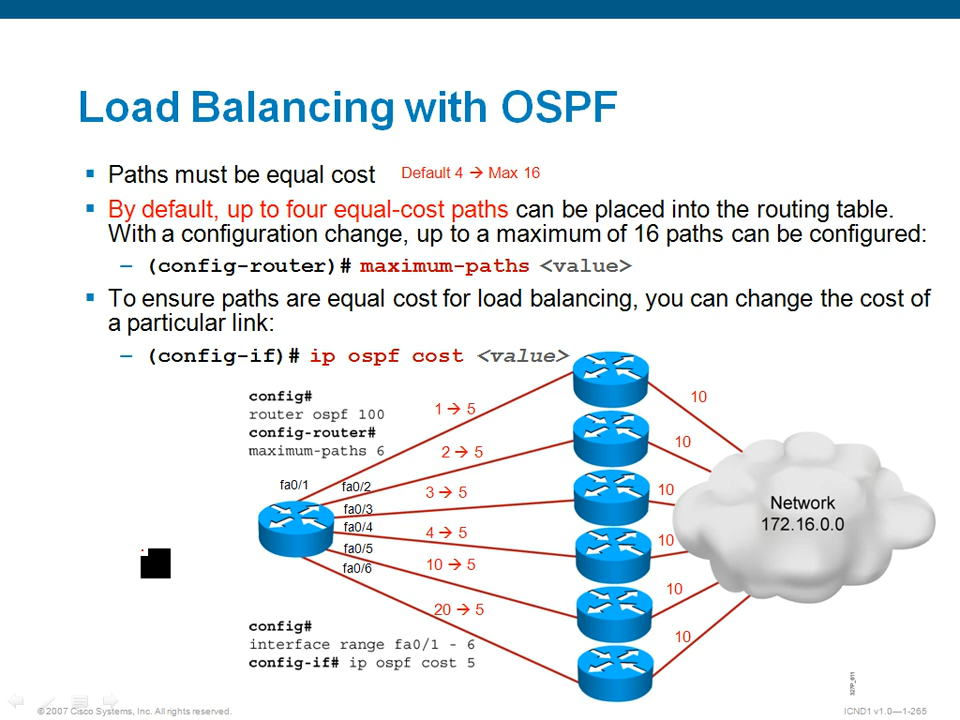 Load Balancing with OSPF
Paths must be equal cost Default 4 → Max 16
By default, up to four equal-cost paths can be placed into the routing table.
With a configuration change, up to a maximum of 16 paths can be configured:
– (config-router)# maximum-paths <value>
To ensure paths are equal cost for load balancing, you can change the cost of
a particular link:
– (config-if)# ip ospf cost <value>
config#
router ospf 100
config-router#
maximum-paths 6
1 → 5
2 → 5
3 → 5
4 → 5
10 → 5
20 → 5
fa0/1
fa0/2
fa0/3
fa0/4
fa0/5
fa0/6
10
10
10
10
10
10
Network
172.16.0.0
config#
interface range fa0/1 - 6
config-if# ip ospf cost 5
327P_611
© 2007 Cisco Systems, Inc. All rights reserved.
ICND1 v1.0—1-265